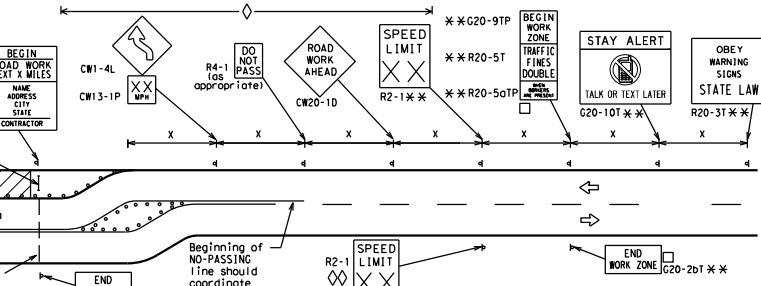 BEGIN
ROAD WORK
NEXT X MILES
NAME
ADDRESS
CITY
STATE
CONTRACTOR
CW1-4L
CW13-1P
XX
MPH
R4-1
(as
appropriate)
DO
NOT
PASS
ROAD
WORK
AHEAD
CW20-1D
SPEED
LIMIT
XX
R2-1**
**G20-9TP
**R20-5T
**R20-5aTP
BEGIN
WORK
ZONE
TRAFFIC
FINES
DOUBLE
WHEN
WORKERS
ARE PRESENT
STAY ALERT
TALK OR TEXT LATER
G20-10T **
OBEY
WARNING
SIGNS
STATE LAW
R20-3T**
X
X
X
X
X
X
X
Beginning of
NO-PASSING
line should
coordinate
R2-1
SPEED
LIMIT
XX
END
WORK ZONE
G20-2bT **
END